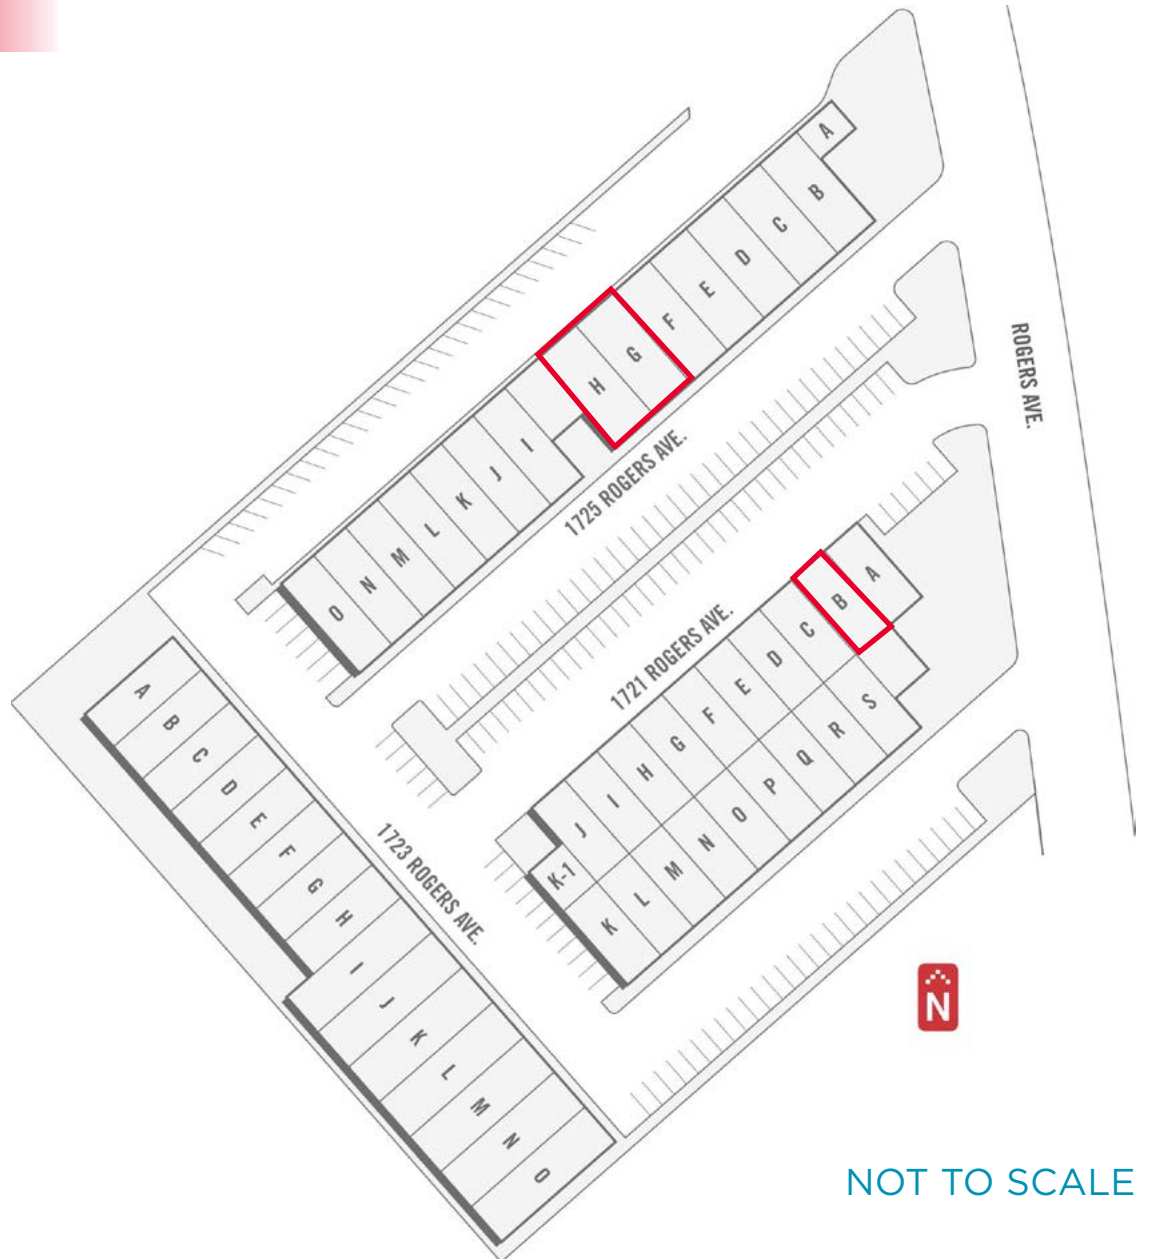 A
B
C
D
E
F
G
H
I
J
K
L
M
N
O
1725 ROGERS AVE.
ROGERS AVE.
A
B
C
D
E
F
G
H
I
J
K-1
K
L
M
N
O
P
Q
R
S
1721 ROGERS AVE.
A
B
C
D
E
F
G
H
I
J
K
L
M
N
O
1723 ROGERS AVE.
N
NOT TO SCALE